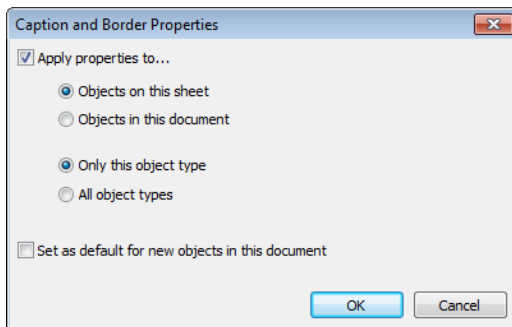 Caption and Border Properties
Apply properties to...
Objects on this sheet
Objects in this document
Only this object type
All object types
Set as default for new objects in this document
OK Cancel